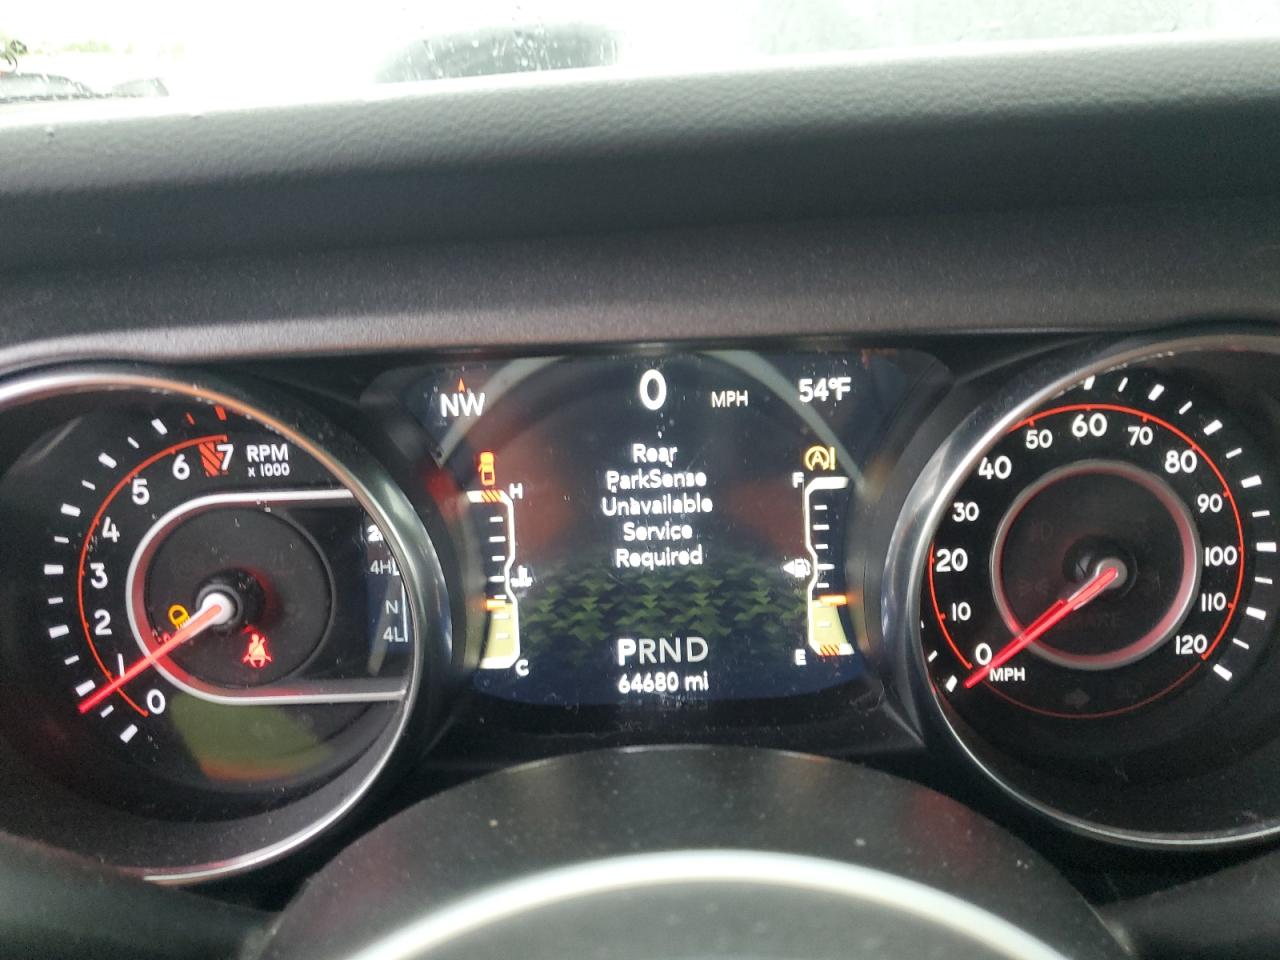 NW
0 MPH
54°F
Rear
ParkSense
Unavailable
Service
Required
H
C
F
E
PRND
64680 mi
7
6
5
4
3
2
1
0
RPM
x 1000
4H
N
4L
0
10
20
30
40
50
60
70
80
90
100
110
120
MPH